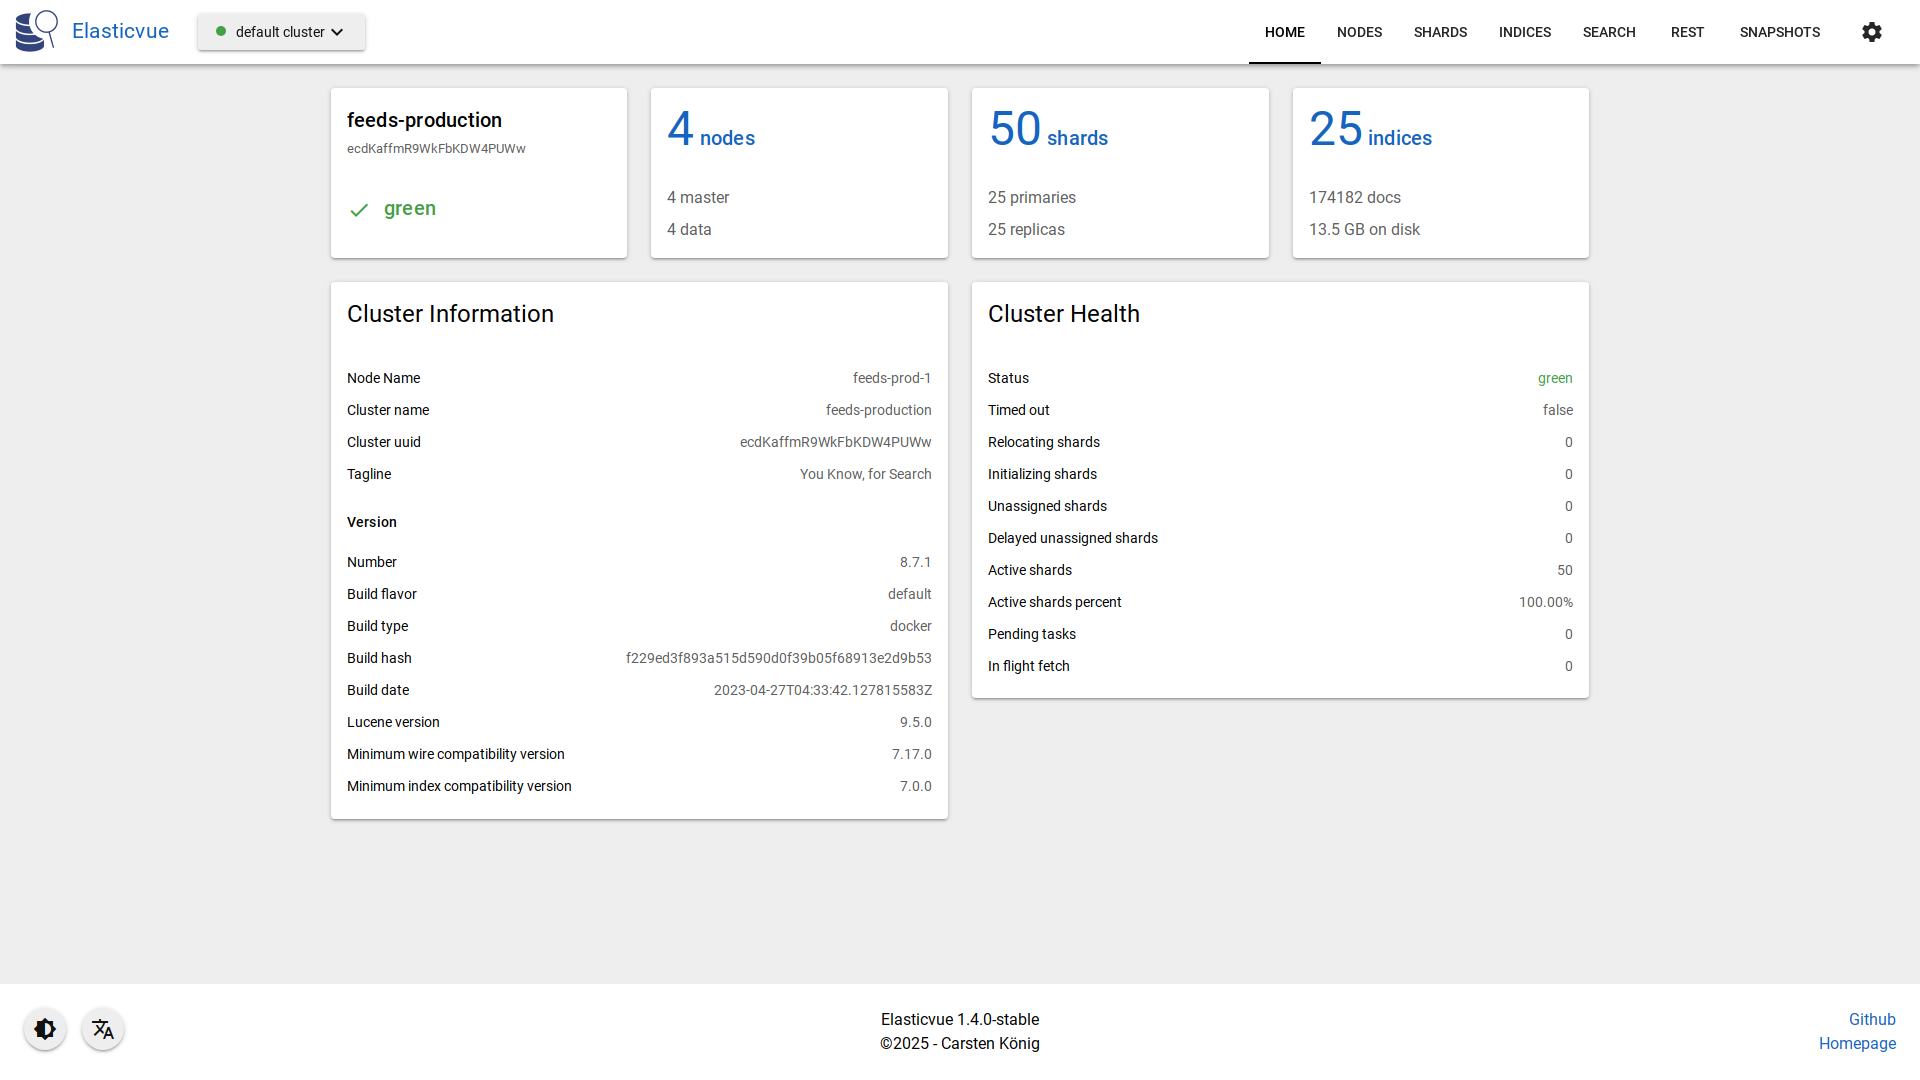 Elasticvue
default cluster
HOME
NODES
SHARDS
INDICES
SEARCH
REST
SNAPSHOTS
feeds-production
ecdKaffmR9WkFbKDW4PUWw
green
4 nodes
4 master
4 data
50 shards
25 primaries
25 replicas
25 indices
174182 docs
13.5 GB on disk
Cluster Information
Node Name feeds-prod-1
Cluster name feeds-production
Cluster uuid ecdKaffmR9WkFbKDW4PUWw
Tagline You Know, for Search
Version
Number 8.7.1
Build flavor default
Build type docker
Build hash f229ed3f893a515d590d0f39b05f68913e2d9b53
Build date 2023-04-27T04:33:42.127815583Z
Lucene version 9.5.0
Minimum wire compatibility version 7.17.0
Minimum index compatibility version 7.0.0
Cluster Health
Status green
Timed out false
Relocating shards 0
Initializing shards 0
Unassigned shards 0
Delayed unassigned shards 0
Active shards 50
Active shards percent 100.00%
Pending tasks 0
In flight fetch 0
Elasticvue 1.4.0-stable
©2025 - Carsten König
Github
Homepage